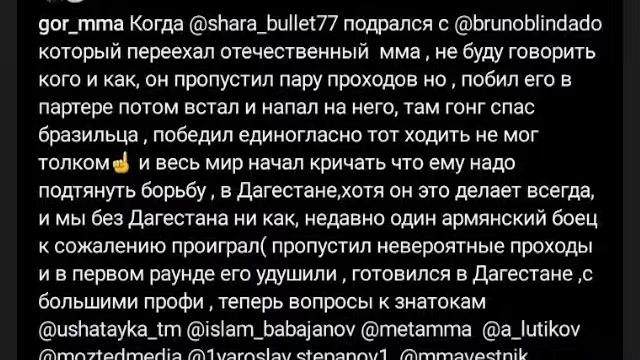 gor_mma Когда @shara_bullet77 подрался с @brunoblindado
который переехал отечественный мма , не буду говорить
кого и как, он пропустил пару проходов но , побил его в
партере потом встал и напал на него, там гонг спас
бразильца , победил единогласно тот ходить не мог
толком☝️ и весь мир начал кричать что ему надо
подтянуть борьбу , в Дагестане,хотя он это делает всегда,
и мы без Дагестана ни как, недавно один армянский боец
к сожалению проиграл( пропустил невероятные проходы
и в первом раунде его удушили , готовился в Дагестане ,с
большими профи , теперь вопросы к знатокам
@ushatayka_tm @islam_babajanov @metamma @a_lutikov
@moztedmedia @1yaroslav.stepanov1 @mmavestnik